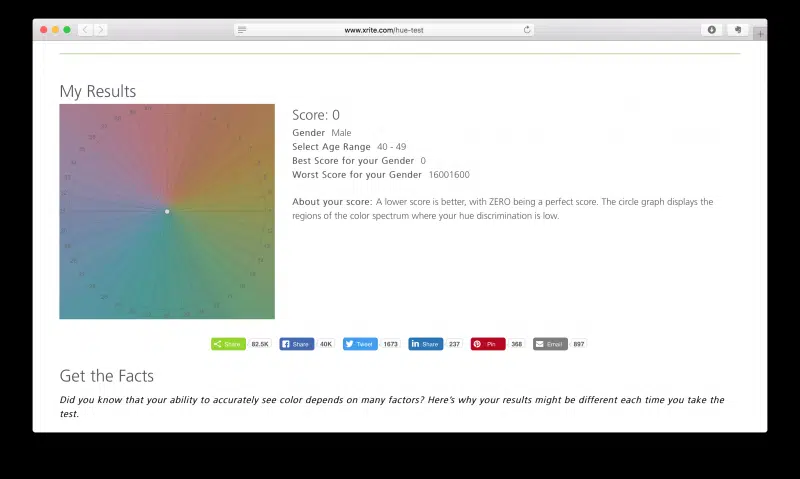 www.xrite.com/hue-test
My Results
Score: 0
Gender Male
Select Age Range 40 - 49
Best Score for your Gender 0
Worst Score for your Gender 16001600
About your score: A lower score is better, with ZERO being a perfect score. The circle graph displays the
regions of the color spectrum where your hue discrimination is low.
Share 82.5K Share 40K Tweet 1673 Share 237 Pin 368 Email 897
Get the Facts
Did you know that your ability to accurately see color depends on many factors? Here's why your results might be different each time you take the
test.